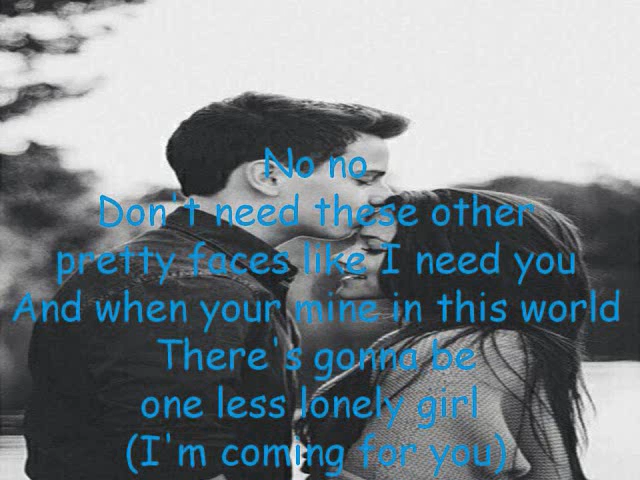 No no
Don't need these other
pretty faces like I need you
And when your mine in this world
There's gonna be
one less lonely girl
(I'm coming for you)